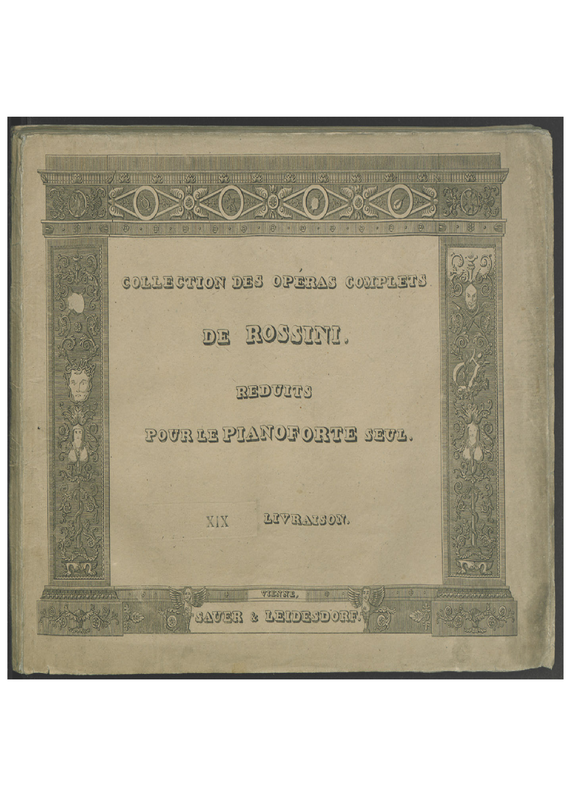 COLLECTION DES OPÉRAS COMPLETS
DE ROSSINI.
REDUITS
POUR LE PIANOFORTE SEUL.
XIX LIVRAISON.
VIENNE,
SAUER & LEIDESDORF.